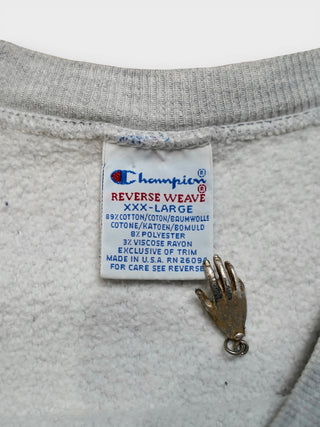 Champion®
REVERSE WEAVE®
XXX-LARGE
89% COTTON/COTON/BAUMWOLLE
COTONE/KATOEN/BOMULD
8% POLYESTER
3% VISCOSE RAYON
EXCLUSIVE OF TRIM
MADE IN U.S.A. RN 26094
FOR CARE SEE REVERSE